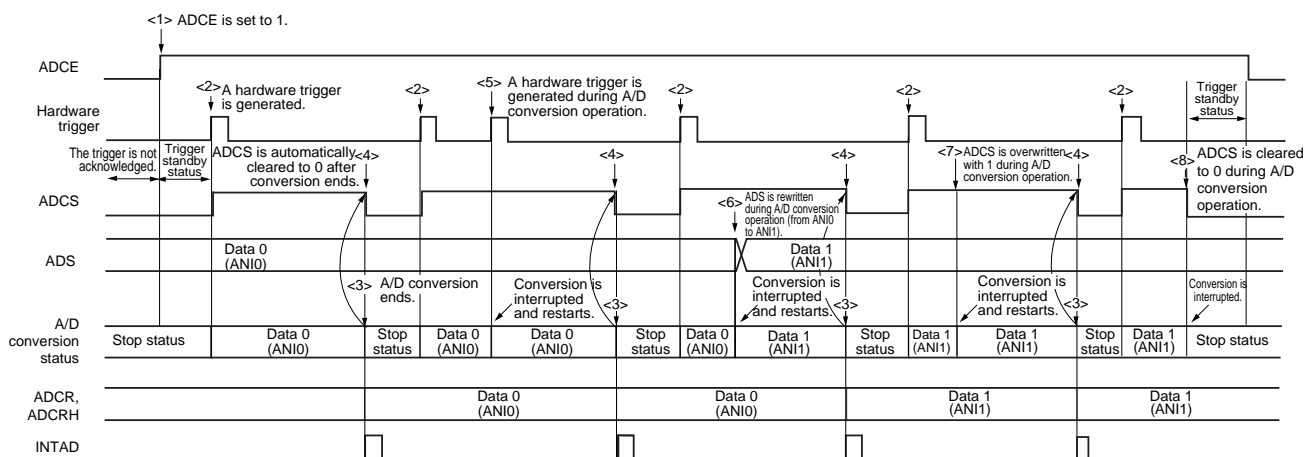 <1> ADCE is set to 1.
ADCE
<2> A hardware trigger
is generated.
<2>
<5> A hardware trigger is
generated during A/D
conversion operation.
<2>
<2>
<2>
Trigger
standby
status
Hardware
trigger
The trigger is not
acknowledged.
Trigger
standby
status
ADCS is automatically
cleared to 0 after
conversion ends.
<4>
<4>
<4>
<7> ADCS is overwritten
with 1 during A/D
conversion operation.
<4>
<8> ADCS is cleared
to 0 during A/D
conversion
operation.
ADCS
<6> ADS is rewritten
during A/D conversion
operation (from ANI0
to ANI1).
ADS
Data 0
(ANI0)
Data 1
(ANI1)
<3> A/D conversion
ends.
Conversion is
interrupted
and restarts.
<3>
Conversion is
interrupted
and restarts.
<3>
Conversion is
interrupted
and restarts.
<3>
Conversion is
interrupted.
A/D
conversion
status
Stop status
Data 0
(ANI0)
Stop
status
Data 0
(ANI0)
Data 0
(ANI0)
Stop
status
Data 0
(ANI0)
Data 1
(ANI1)
Stop
status
Data 1
(ANI1)
Data 1
(ANI1)
Stop
status
Data 1
(ANI1)
Stop status
ADCR,
ADCRH
Data 0
(ANI0)
Data 0
(ANI0)
Data 1
(ANI1)
Data 1
(ANI1)
INTAD